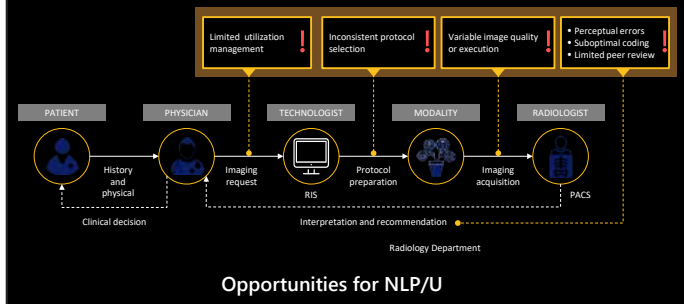 Limited utilization
management
Inconsistent protocol
selection
Variable image quality
or execution
• Perceptual errors
• Suboptimal coding
• Limited peer review
PATIENT
PHYSICIAN
TECHNOLOGIST
MODALITY
RADIOLOGIST
History
and
physical
Imaging
request
RIS
Protocol
preparation
Imaging
acquisition
PACS
Clinical decision
Interpretation and recommendation
Radiology Department
Opportunities for NLP/U